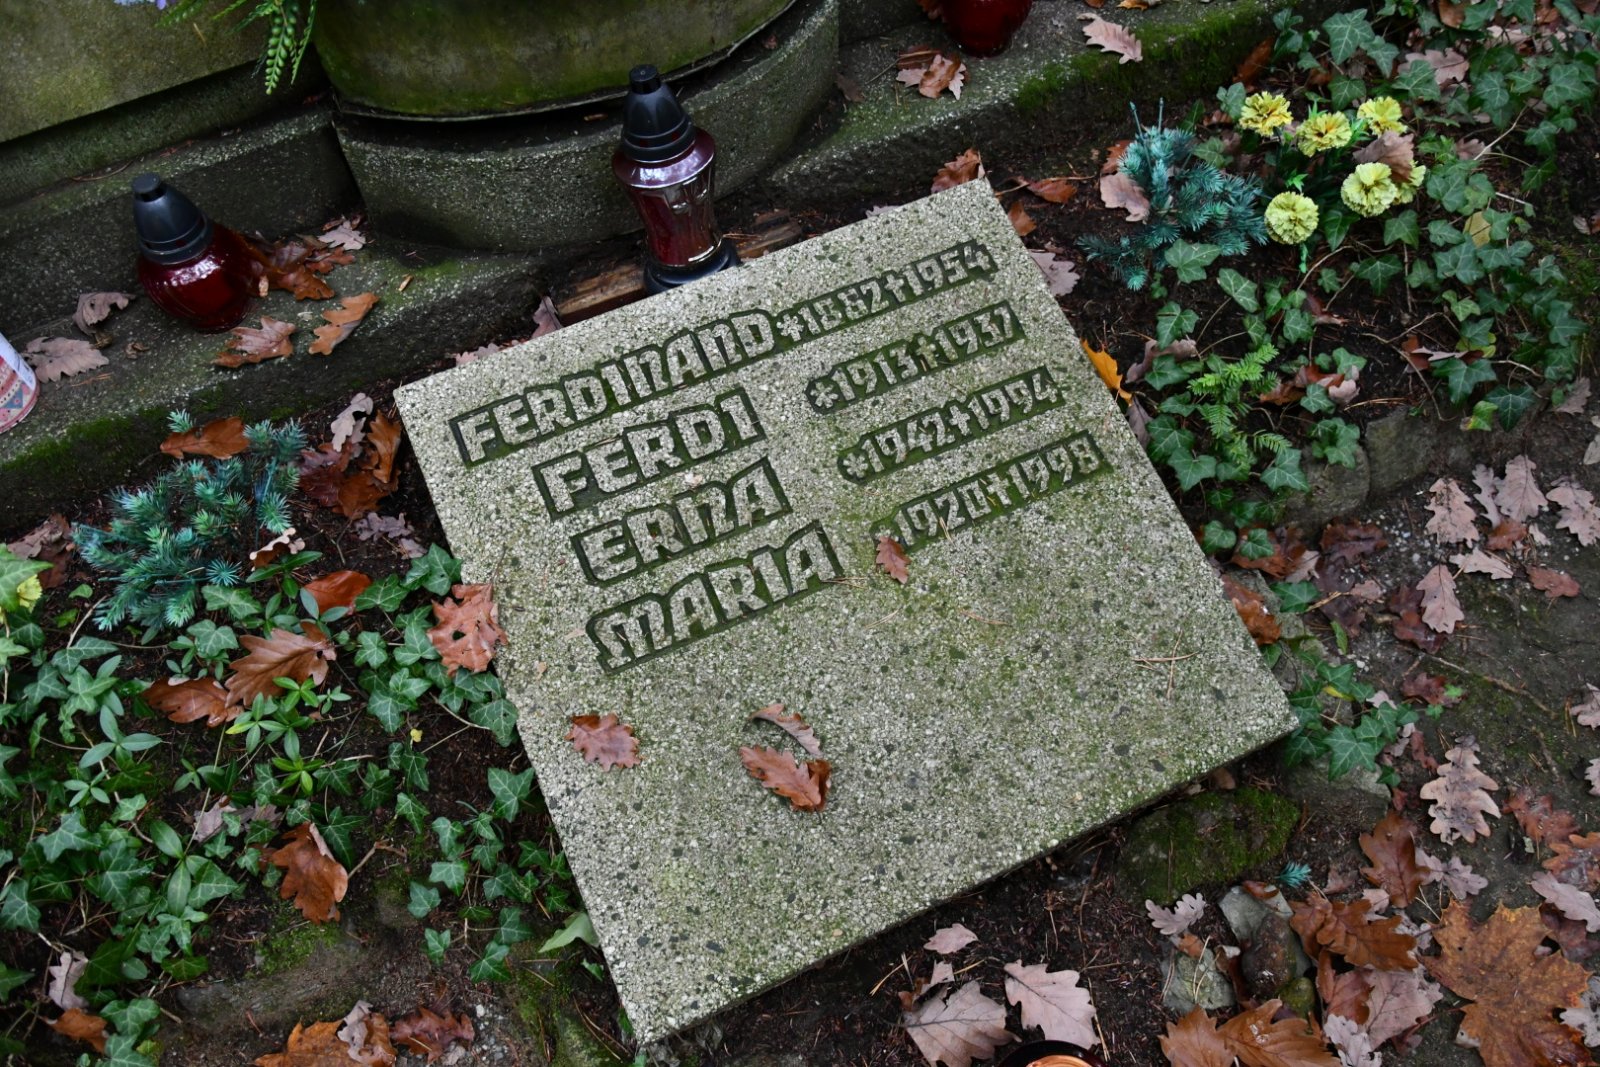 FERDINAND *1882†1954
FERDI *1913†1937
ERNA *1942†1994
MARIA *1920†1998